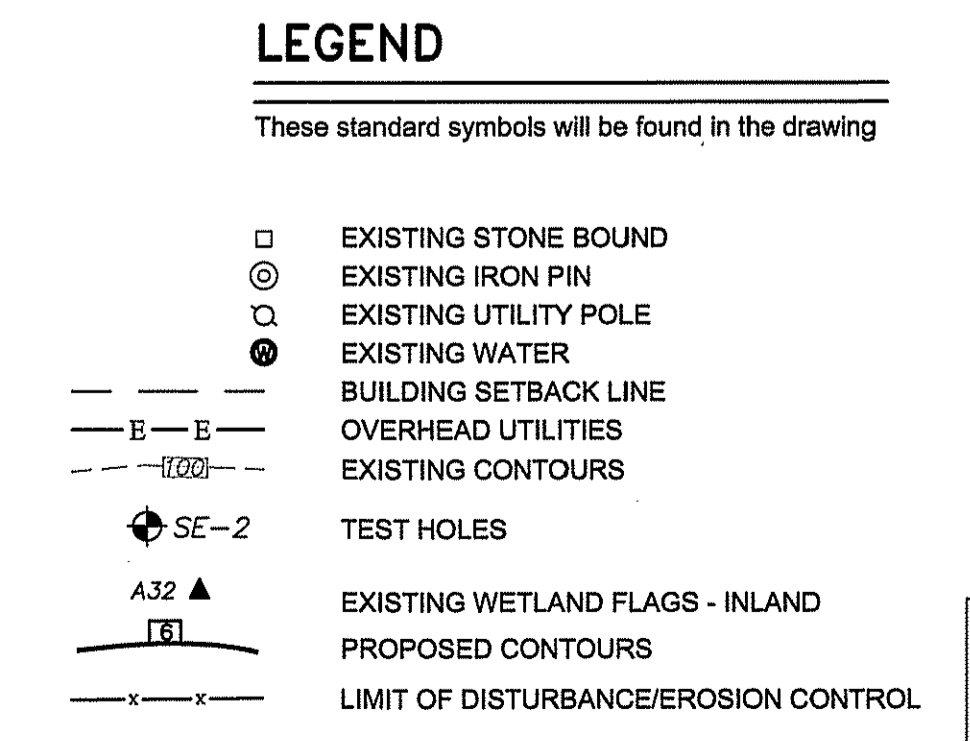 LEGEND
These standard symbols will be found in the drawing
EXISTING STONE BOUND
EXISTING IRON PIN
EXISTING UTILITY POLE
W EXISTING WATER
BUILDING SETBACK LINE
E E OVERHEAD UTILITIES
100 EXISTING CONTOURS
SE-2 TEST HOLES
A32 EXISTING WETLAND FLAGS - INLAND
6 PROPOSED CONTOURS
x x LIMIT OF DISTURBANCE/EROSION CONTROL